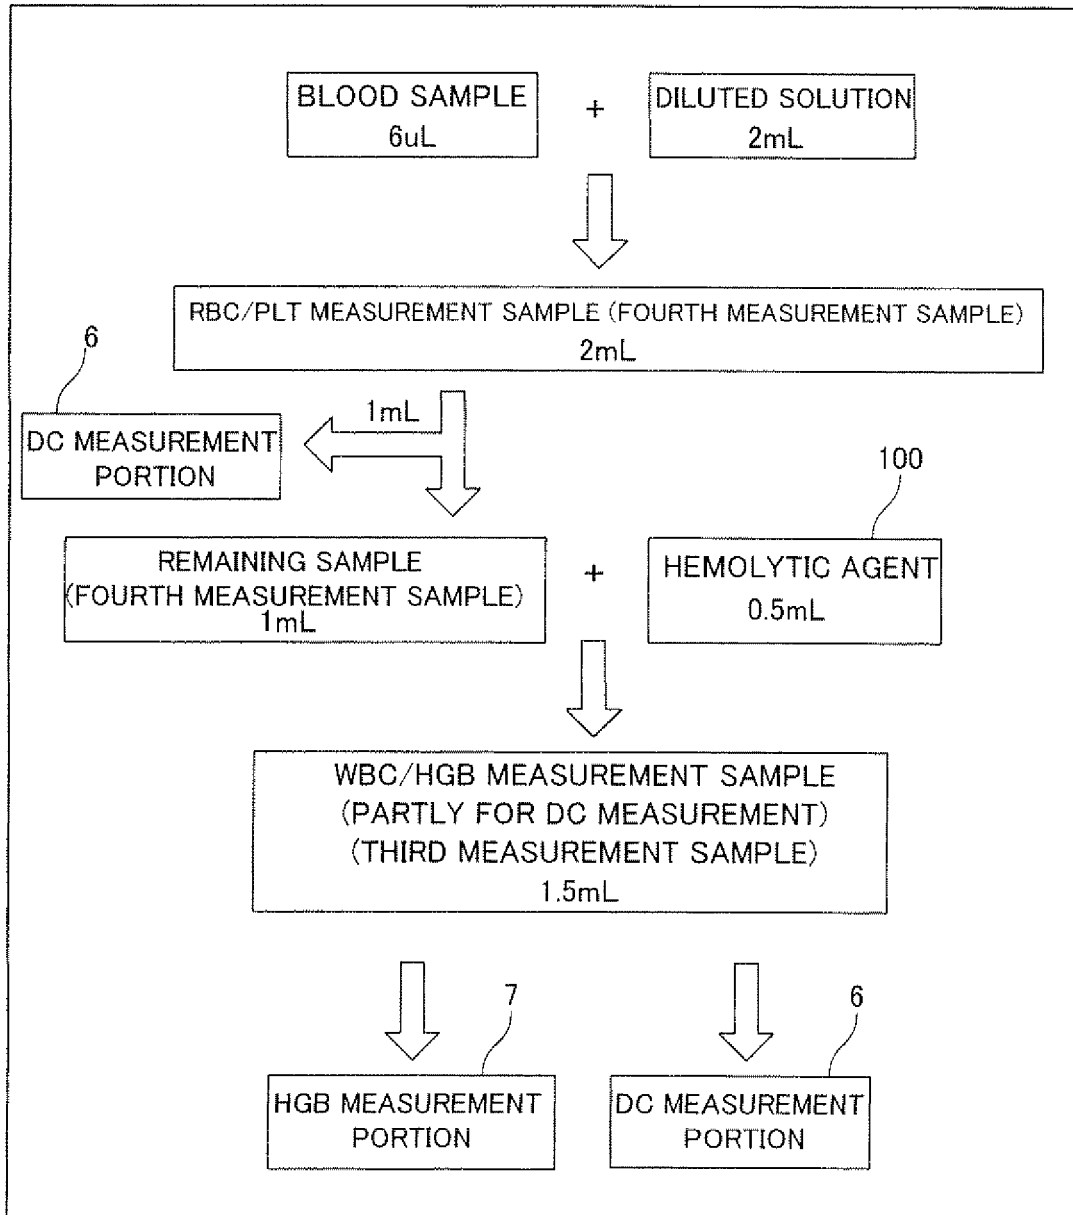 BLOOD SAMPLE
6uL
+
DILUTED SOLUTION
2mL
RBC/PLT MEASUREMENT SAMPLE (FOURTH MEASUREMENT SAMPLE)
2mL
6
1mL
DC MEASUREMENT
PORTION
100
REMAINING SAMPLE
(FOURTH MEASUREMENT SAMPLE)
1mL
+
HEMOLYTIC AGENT
0.5mL
WBC/HGB MEASUREMENT SAMPLE
(PARTLY FOR DC MEASUREMENT)
(THIRD MEASUREMENT SAMPLE)
1.5mL
7
6
HGB MEASUREMENT
PORTION
DC MEASUREMENT
PORTION